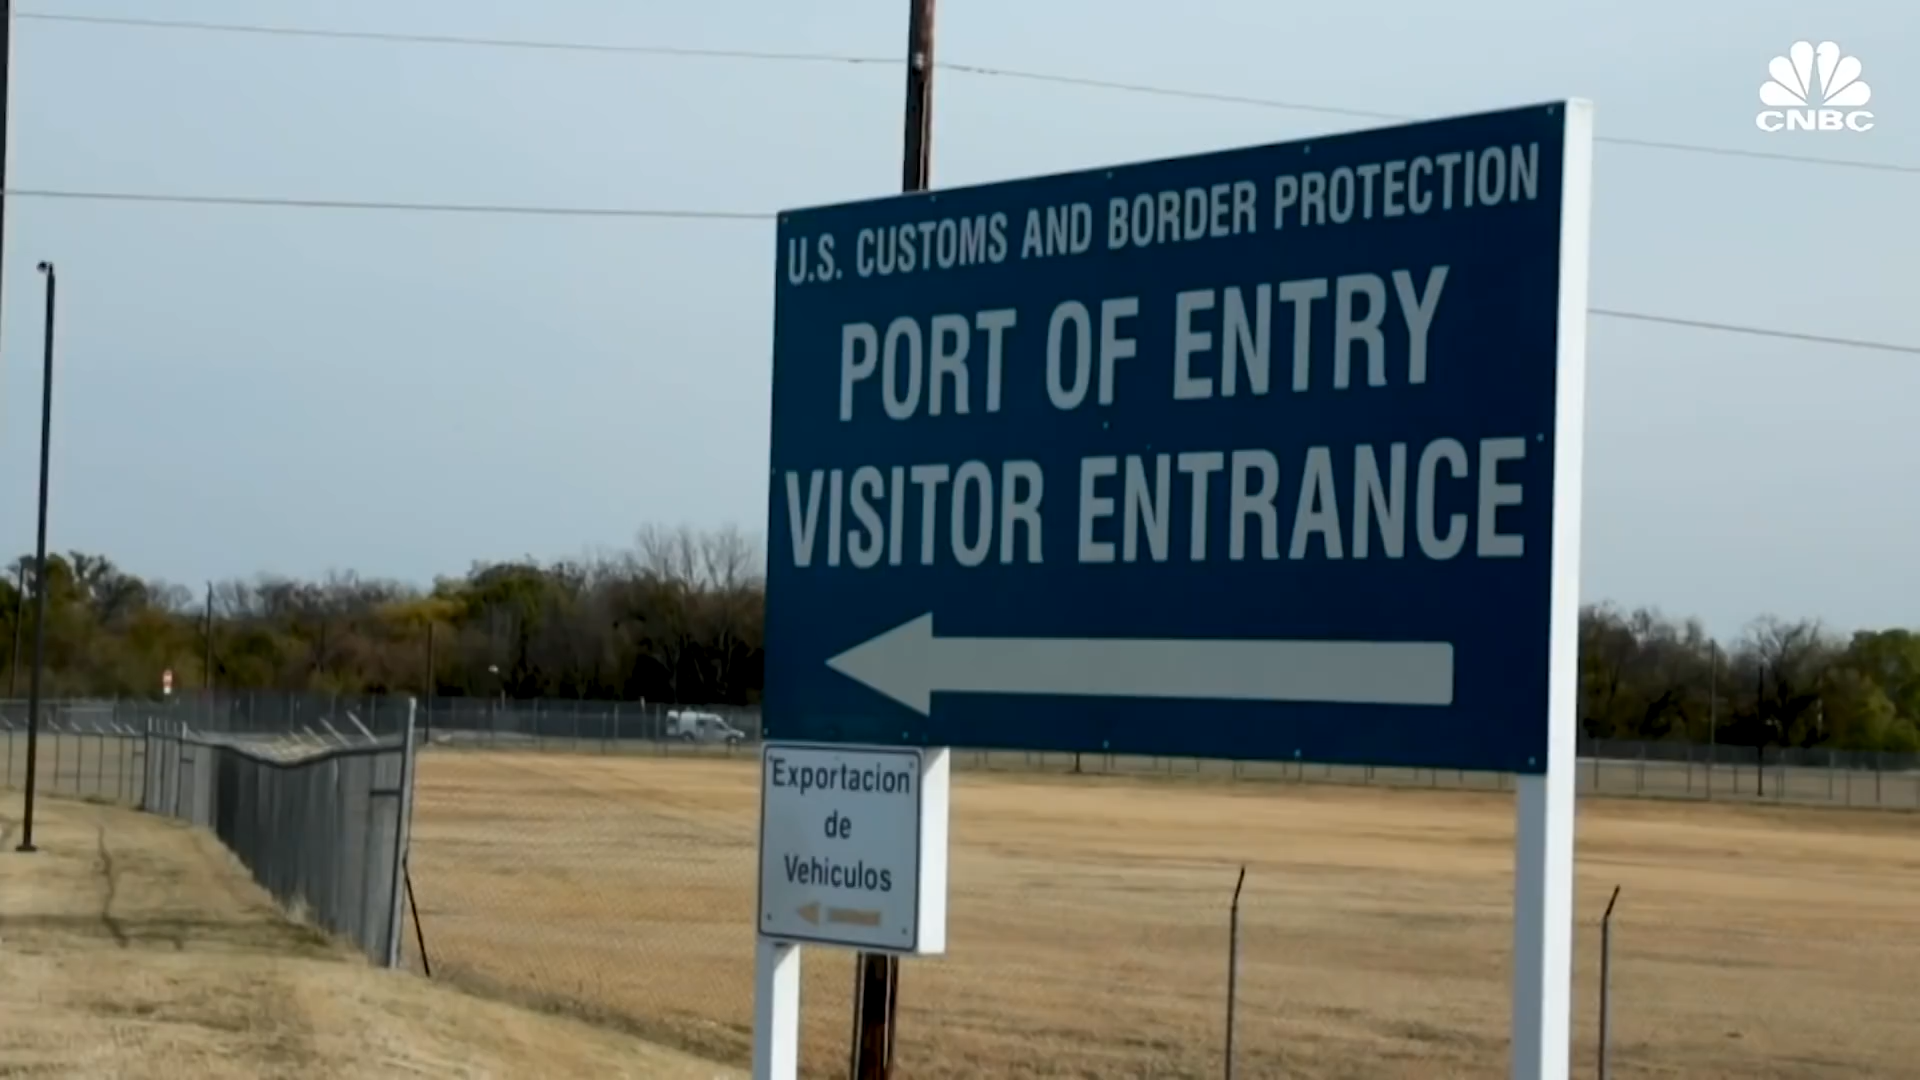 CNBC
U.S. CUSTOMS AND BORDER PROTECTION
PORT OF ENTRY
VISITOR ENTRANCE
Exportacion
de
Vehiculos